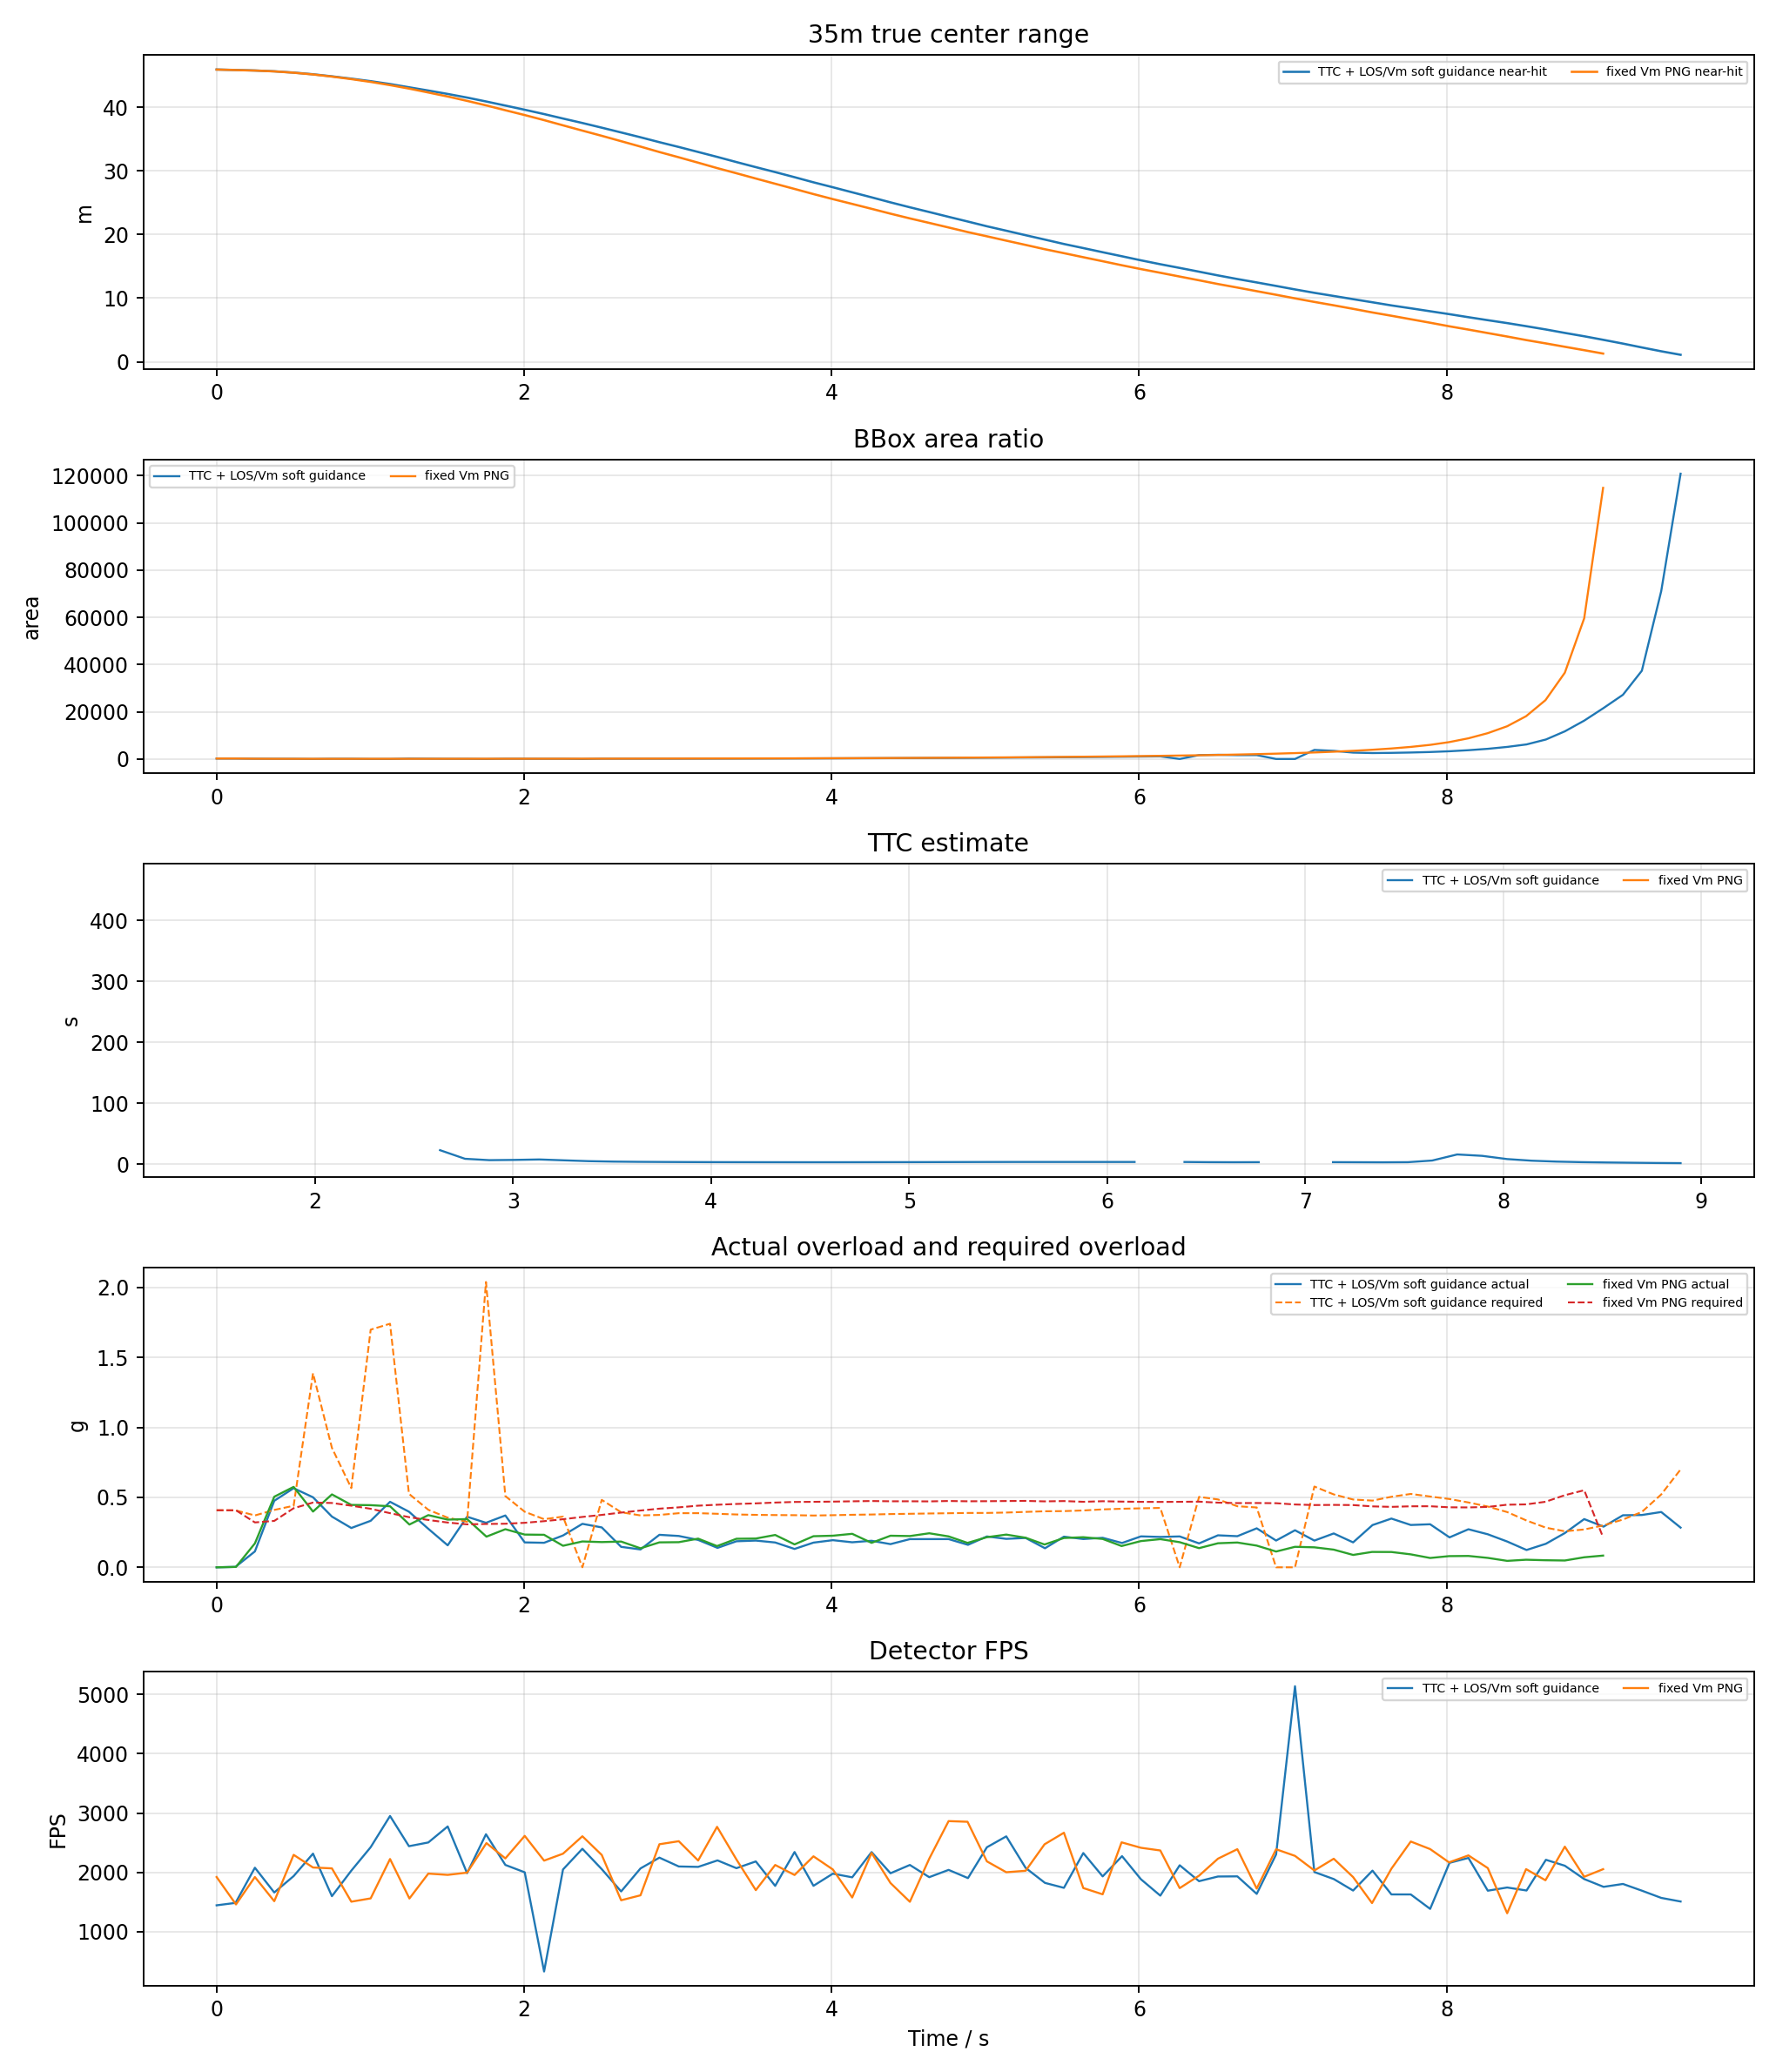 35m true center range
TTC + LOS/Vm soft guidance near-hit fixed Vm PNG near-hit
m
40
30
20
10
0
0 2 4 6 8
BBox area ratio
TTC + LOS/Vm soft guidance fixed Vm PNG
area
120000
100000
80000
60000
40000
20000
0
0 2 4 6 8
TTC estimate
TTC + LOS/Vm soft guidance fixed Vm PNG
s
400
300
200
100
0
2 3 4 5 6 7 8 9
Actual overload and required overload
TTC + LOS/Vm soft guidance actual fixed Vm PNG actual
TTC + LOS/Vm soft guidance required fixed Vm PNG required
g
2.0
1.5
1.0
0.5
0.0
0 2 4 6 8
Detector FPS
TTC + LOS/Vm soft guidance fixed Vm PNG
FPS
5000
4000
3000
2000
1000
0 2 4 6 8
Time / s